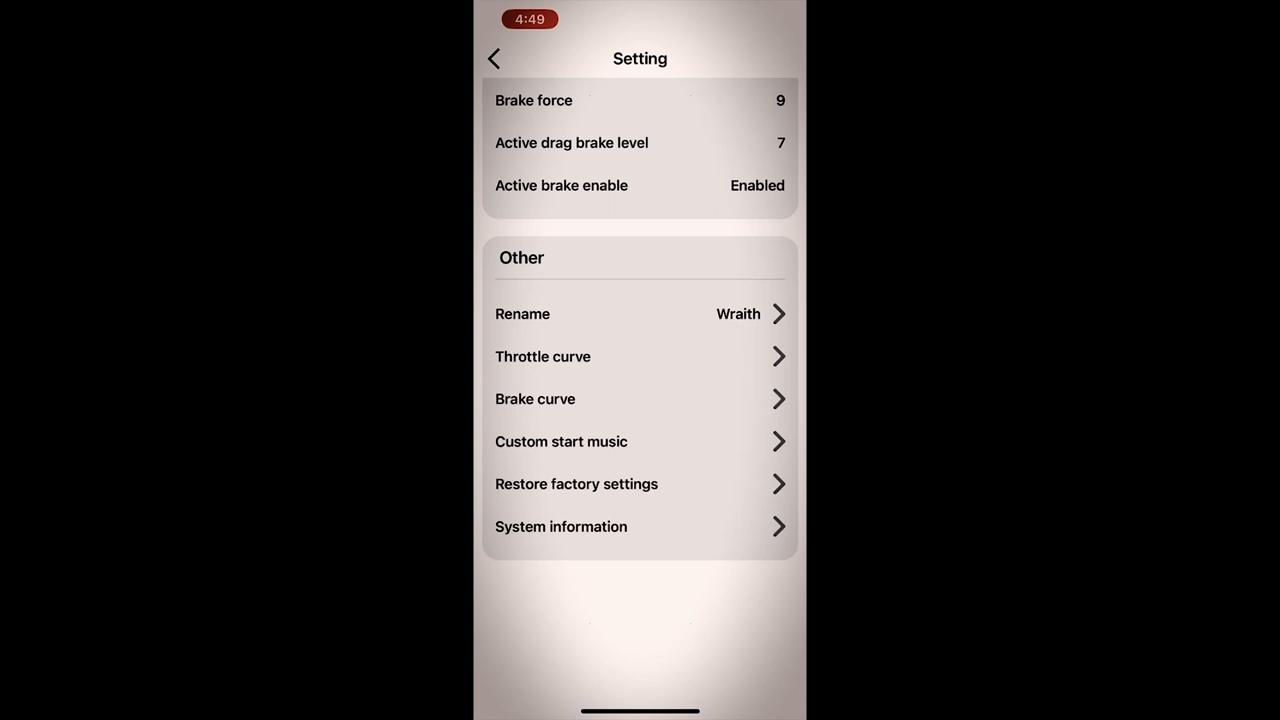 4:49
Setting
Brake force 9
Active drag brake level 7
Active brake enable Enabled
Other
Rename Wraith
Throttle curve
Brake curve
Custom start music
Restore factory settings
System information